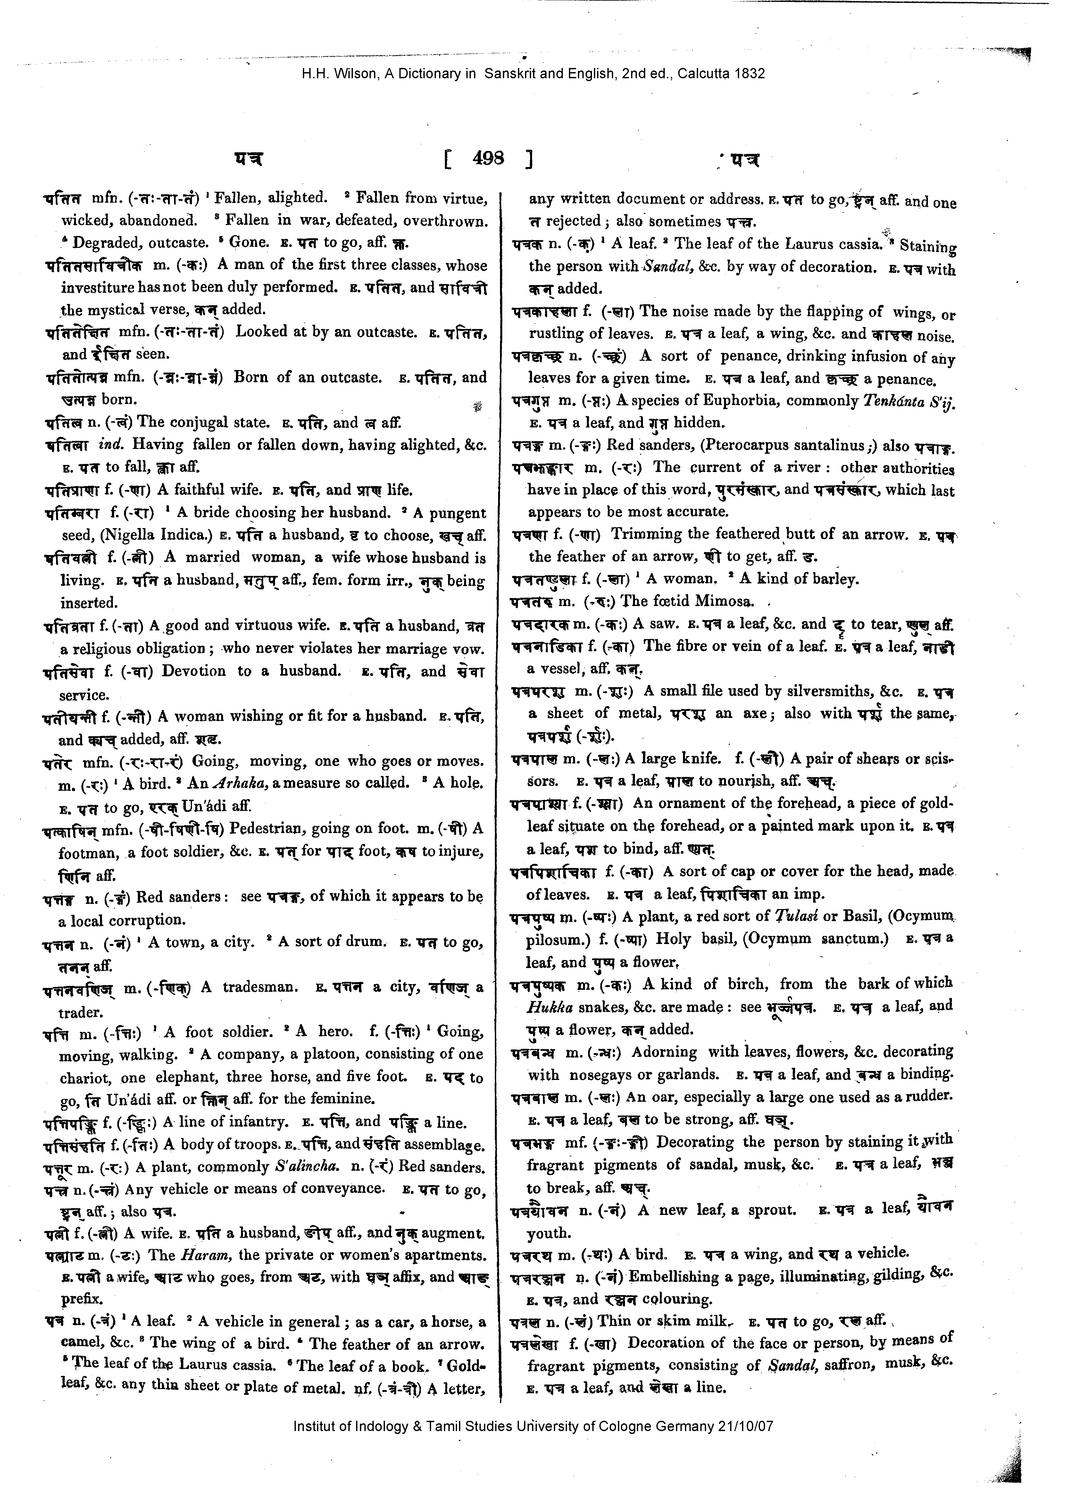 H.H. Wilson, A Dictionary in Sanskrit and English, 2nd ed., Calcutta 1832
पत्र [ 498 ] पत्र
पतित mfn. (-तः-ता-तं) ¹ Fallen, alighted. ² Fallen from virtue,
wicked, abandoned. ³ Fallen in war, defeated, overthrown.
⁴ Degraded, outcaste. ⁵ Gone. E. पत to go, aff. क्त.
पतितसावित्रीक m. (-कः) A man of the first three classes, whose
investiture has not been duly performed. E. पतित, and सावित्री
the mystical verse, कन् added.
पतितेक्षित mfn. (-तः-ता-तं) Looked at by an outcaste. E. पतित,
and ईक्षित seen.
पतितोत्पन्न mfn. (-न्नः-न्ना-न्नं) Born of an outcaste. E. पतित, and
उत्पन्न born.
पतित्व n. (-त्वं) The conjugal state. E. पति, and त्व aff.
पतित्वा ind. Having fallen or fallen down, having alighted, &c.
E. पत to fall, क्त्वा aff.
पतिप्राणा f. (-णा) A faithful wife. E. पति, and प्राण life.
पतिम्वरा f. (-रा) ¹ A bride choosing her husband. ² A pungent
seed, (Nigella Indica.) E. पति a husband, वृ to choose, खच् aff.
पतिवत्नी f. (-त्नी) A married woman, a wife whose husband is
living. E. पति a husband, मतुप् aff., fem. form irr., नुक् being
inserted.
पतिव्रता f. (-ता) A good and virtuous wife. E. पति a husband, व्रत
a religious obligation; who never violates her marriage vow.
पतिसेवा f. (-वा) Devotion to a husband. E. पति, and सेवा
service.
पतीयन्ती f. (-न्ती) A woman wishing or fit for a husband. E. पति,
and क्यच् added, aff. शतृ.
पतेर mfn. (-रः-रा-रं) Going, moving, one who goes or moves.
m. (-रः) ¹ A bird. ² An Arhaka, a measure so called. ³ A hole.
E. पत to go, एरक् Un'ádi aff.
पत्काषिन् mfn. (-षी-षिणी-षि) Pedestrian, going on foot. m. (-षी) A
footman, a foot soldier, &c. E. पत् for पाद् foot, कष to injure,
णिनि aff.
पत्तङ्ग n. (-ङ्गं) Red sanders: see पत्रङ्ग, of which it appears to be
a local corruption.
पत्तन n. (-नं) ¹ A town, a city. ² A sort of drum. E. पत to go,
तनन् aff.
पत्तनवणिज् m. (-णिक्) A tradesman. E. पत्तन a city, वणिज् a
trader.
पत्ति m. (-त्तिः) ¹ A foot soldier. ² A hero. f. (-त्तिः) ¹ Going,
moving, walking. ² A company, a platoon, consisting of one
chariot, one elephant, three horse, and five foot. E. पद् to
go, ति Un'ádi aff. or क्तिन् aff. for the feminine.
पत्तिपङ्क्ति f. (-ङ्क्तिः) A line of infantry. E. पत्ति, and पङ्क्ति a line.
पत्तिसंहति f. (-तिः) A body of troops. E. पत्ति, and संहति assemblage.
पत्तूर m. (-रः) A plant, commonly S'alincha. n. (-रं) Red sanders.
पत्त्र n. (-त्त्रं) Any vehicle or means of conveyance. E. पत to go,
ष्ट्रन् aff.; also पत्र.
पत्नी f. (-त्नी) A wife. E. पति a husband, ङीप् aff., and नुक् augment.
पत्न्याट m. (-टः) The Haram, the private or women's apartments.
E. पत्नी a wife, आट who goes, from अट, with घञ् affix, and आङ्
prefix.
पत्र n. (-त्रं) ¹ A leaf. ² A vehicle in general; as a car, a horse, a
camel, &c. ³ The wing of a bird. ⁴ The feather of an arrow.
⁵ The leaf of the Laurus cassia. ⁶ The leaf of a book. ⁷ Gold-
leaf, &c. any thin sheet or plate of metal. nf. (-त्रं-त्री) A letter,
any written document or address. E. पत to go, ष्ट्रन् aff. and one
त rejected; also sometimes पत्त्र.
पत्रक n. (-कं) ¹ A leaf. ² The leaf of the Laurus cassia. ³ Staining
the person with Sandal, &c. by way of decoration. E. पत्र with
कन् added.
पत्रकाहला f. (-ला) The noise made by the flapping of wings, or
rustling of leaves. E. पत्र a leaf, a wing, &c. and काहल noise.
पत्रकृच्छ्र n. (-च्छ्रं) A sort of penance, drinking infusion of any
leaves for a given time. E. पत्र a leaf, and कृच्छ्र a penance.
पत्रगुप्त m. (-प्तः) A species of Euphorbia, commonly Tenkánta S'ij.
E. पत्र a leaf, and गुप्त hidden.
पत्रङ्ग m. (-ङ्गः) Red sanders, (Pterocarpus santalinus;) also पत्राङ्ग.
पत्रझङ्कार m. (-रः) The current of a river: other authorities
have in place of this word, पुरसंस्कार, and पत्रसंस्कार, which last
appears to be most accurate.
पत्रणा f. (-णा) Trimming the feathered butt of an arrow. E. पत्र
the feather of an arrow, णी to get, aff. ड.
पत्रतण्डुला f. (-ला) ¹ A woman. ² A kind of barley.
पत्रतरु m. (-रुः) The fœtid Mimosa.
पत्रदारक m. (-कः) A saw. E. पत्र a leaf, &c. and दॄ to tear, ण्वुल् aff.
पत्रनाडिका f. (-का) The fibre or vein of a leaf. E. पत्र a leaf, नाडी
a vessel, aff. कन्.
पत्रपरशु m. (-शुः) A small file used by silversmiths, &c. E. पत्र
a sheet of metal, परशु an axe; also with पर्शु the same,
पत्रपर्शु (-र्शुः).
पत्रपाल m. (-लः) A large knife. f. (-ली) A pair of shears or scis-
sors. E. पत्र a leaf, पाल to nourish, aff. अच्.
पत्रपाश्या f. (-श्या) An ornament of the forehead, a piece of gold-
leaf situate on the forehead, or a painted mark upon it. E. पत्र
a leaf, पश to bind, aff. ण्यत्.
पत्रपिशाचिका f. (-का) A sort of cap or cover for the head, made
of leaves. E. पत्र a leaf, पिशाचिका an imp.
पत्रपुष्प m. (-ष्पः) A plant, a red sort of Tulasí or Basil, (Ocymum
pilosum.) f. (-ष्पा) Holy basil, (Ocymum sanctum.) E. पत्र a
leaf, and पुष्प a flower.
पत्रपुष्पक m. (-कः) A kind of birch, from the bark of which
Hukka snakes, &c. are made: see भूर्ज्जपत्र. E. पत्र a leaf, and
पुष्प a flower, कन् added.
पत्रबन्ध m. (-न्धः) Adorning with leaves, flowers, &c. decorating
with nosegays or garlands. E. पत्र a leaf, and बन्ध a binding.
पत्रबाल m. (-लः) An oar, especially a large one used as a rudder.
E. पत्र a leaf, बल to be strong, aff. घञ्.
पत्रभङ्ग mf. (-ङ्गः-ङ्गी) Decorating the person by staining it with
fragrant pigments of sandal, musk, &c. E. पत्र a leaf, भञ्ज
to break, aff. अच्.
पत्रयौवन n. (-नं) A new leaf, a sprout. E. पत्र a leaf, यौवन
youth.
पत्ररथ m. (-थः) A bird. E. पत्र a wing, and रथ a vehicle.
पत्ररञ्जन n. (-नं) Embellishing a page, illuminating, gilding, &c.
E. पत्र, and रञ्जन colouring.
पत्रल n. (-लं) Thin or skim milk. E. पत to go, रल aff.
पत्रलेखा f. (-खा) Decoration of the face or person, by means of
fragrant pigments, consisting of Sandal, saffron, musk, &c.
E. पत्र a leaf, and लेखा a line.
Institut of Indology & Tamil Studies University of Cologne Germany 21/10/07